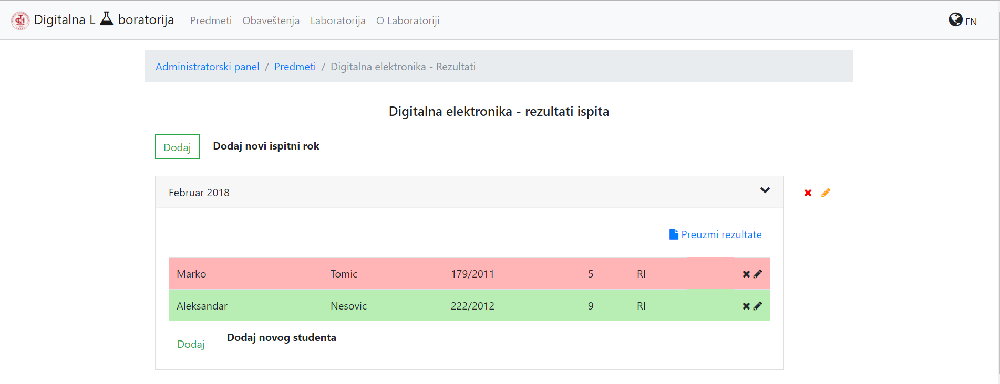 Digitalna L boratorija Predmeti Obaveštenja Laboratorija O Laboratoriji EN
Administratorski panel / Predmeti / Digitalna elektronika - Rezultati
Digitalna elektronika - rezultati ispita
Dodaj Dodaj novi ispitni rok
Februar 2018
Preuzmi rezultate
Marko Tomic 179/2011 5 RI
Aleksandar Nesovic 222/2012 9 RI
Dodaj Dodaj novog studenta